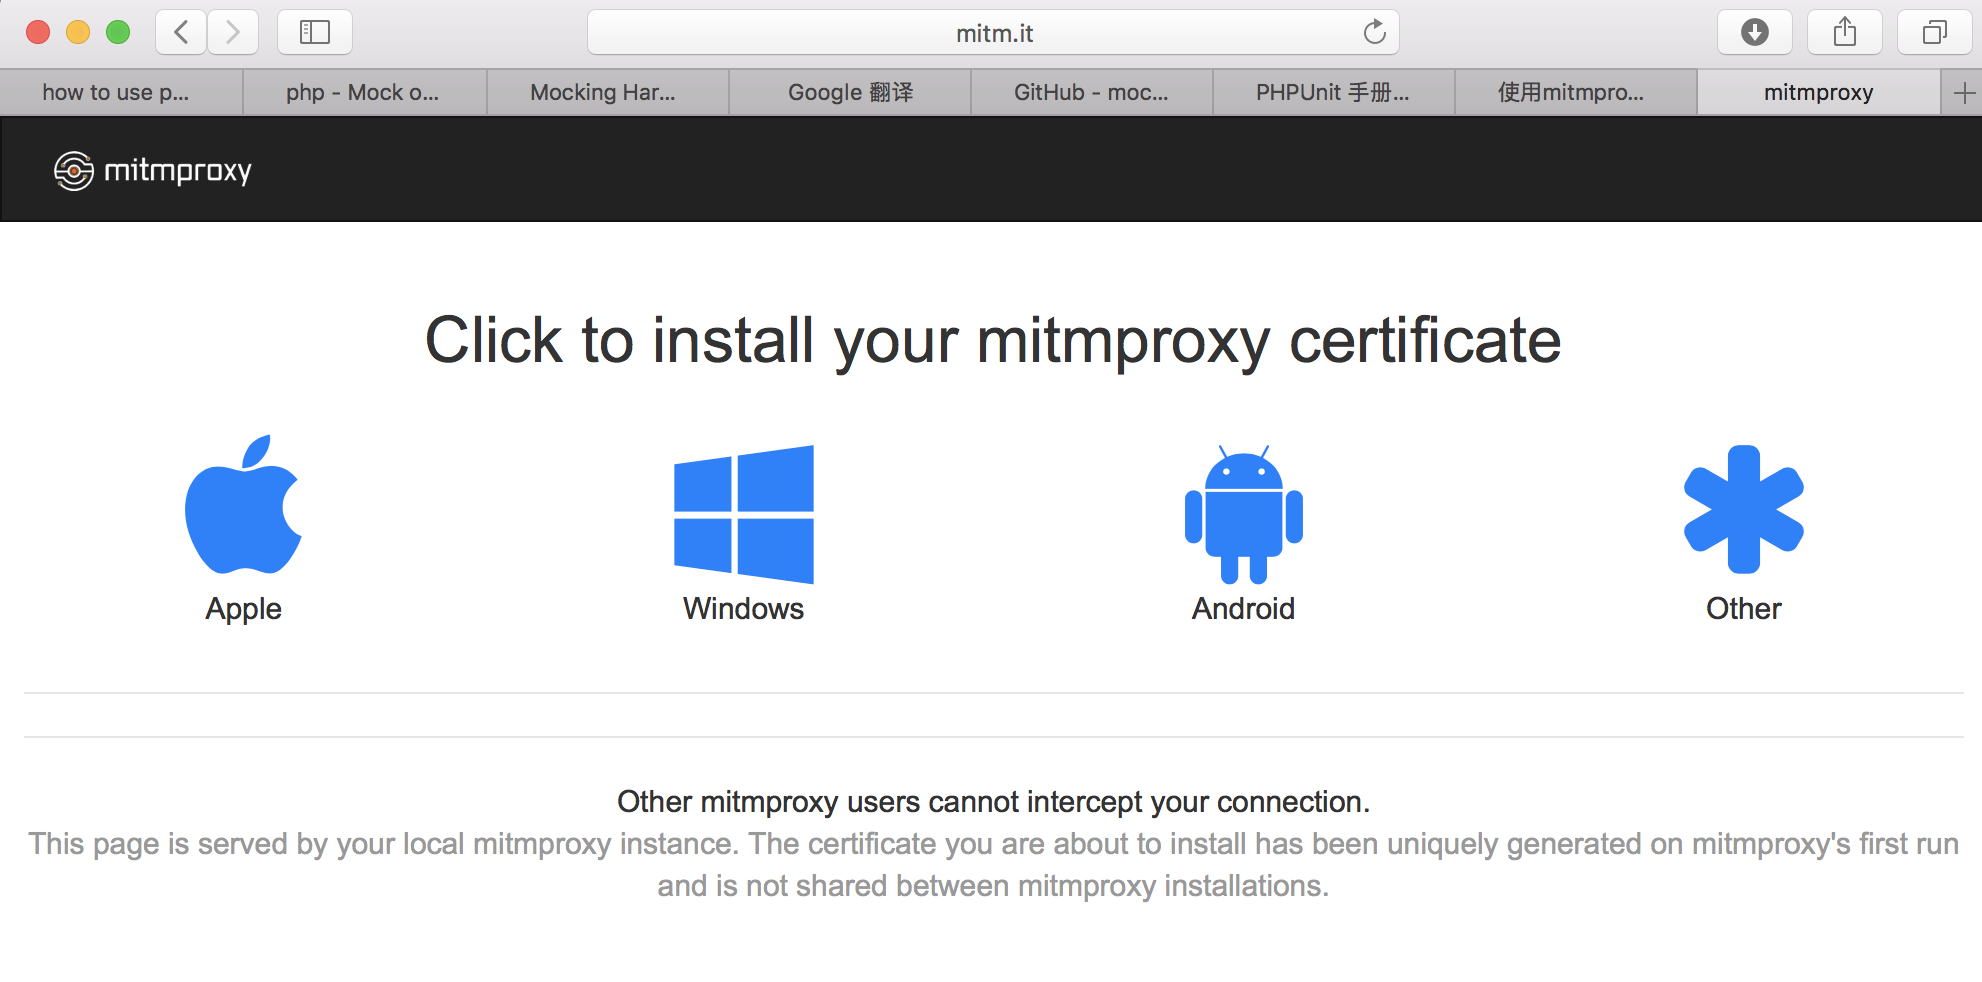 mitm.it
how to use p...
php - Mock o...
Mocking Har...
Google 翻译
GitHub - moc...
PHPUnit 手册...
使用mitmpro...
mitmproxy
mitmproxy
Click to install your mitmproxy certificate
Apple
Windows
Android
Other
Other mitmproxy users cannot intercept your connection.
This page is served by your local mitmproxy instance. The certificate you are about to install has been uniquely generated on mitmproxy's first run
and is not shared between mitmproxy installations.